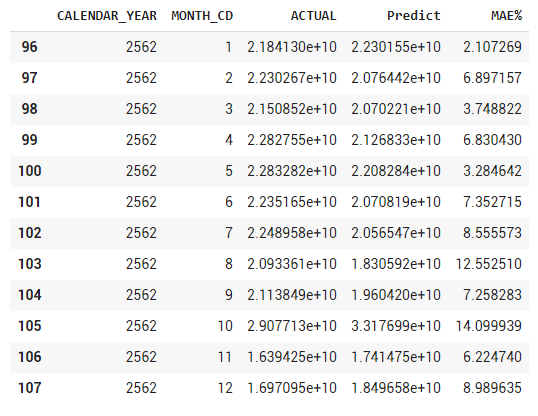 CALENDAR_YEAR MONTH_CD ACTUAL Predict MAE%
96 2562 1 2.184130e+10 2.230155e+10 2.107269
97 2562 2 2.230267e+10 2.076442e+10 6.897157
98 2562 3 2.150852e+10 2.070221e+10 3.748822
99 2562 4 2.282755e+10 2.126833e+10 6.830430
100 2562 5 2.283282e+10 2.208284e+10 3.284642
101 2562 6 2.235165e+10 2.070819e+10 7.352715
102 2562 7 2.248958e+10 2.056547e+10 8.555573
103 2562 8 2.093361e+10 1.830592e+10 12.552510
104 2562 9 2.113849e+10 1.960420e+10 7.258283
105 2562 10 2.907713e+10 3.317699e+10 14.099939
106 2562 11 1.639425e+10 1.741475e+10 6.224740
107 2562 12 1.697095e+10 1.849658e+10 8.989635